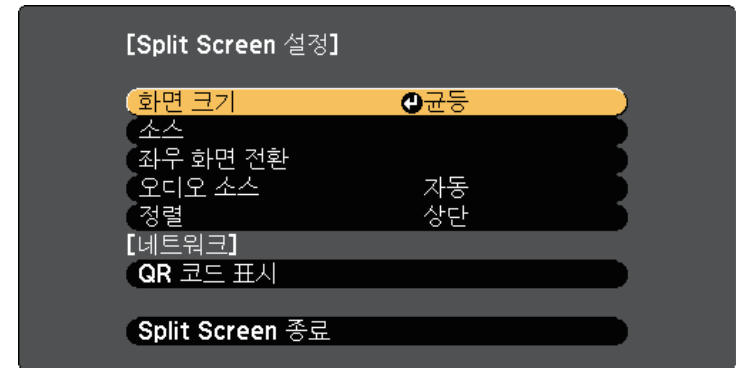 [Split Screen 설정]
화면 크기 균등
소스
좌우 화면 전환
오디오 소스 자동
정렬 상단
[네트워크]
QR 코드 표시
Split Screen 종료